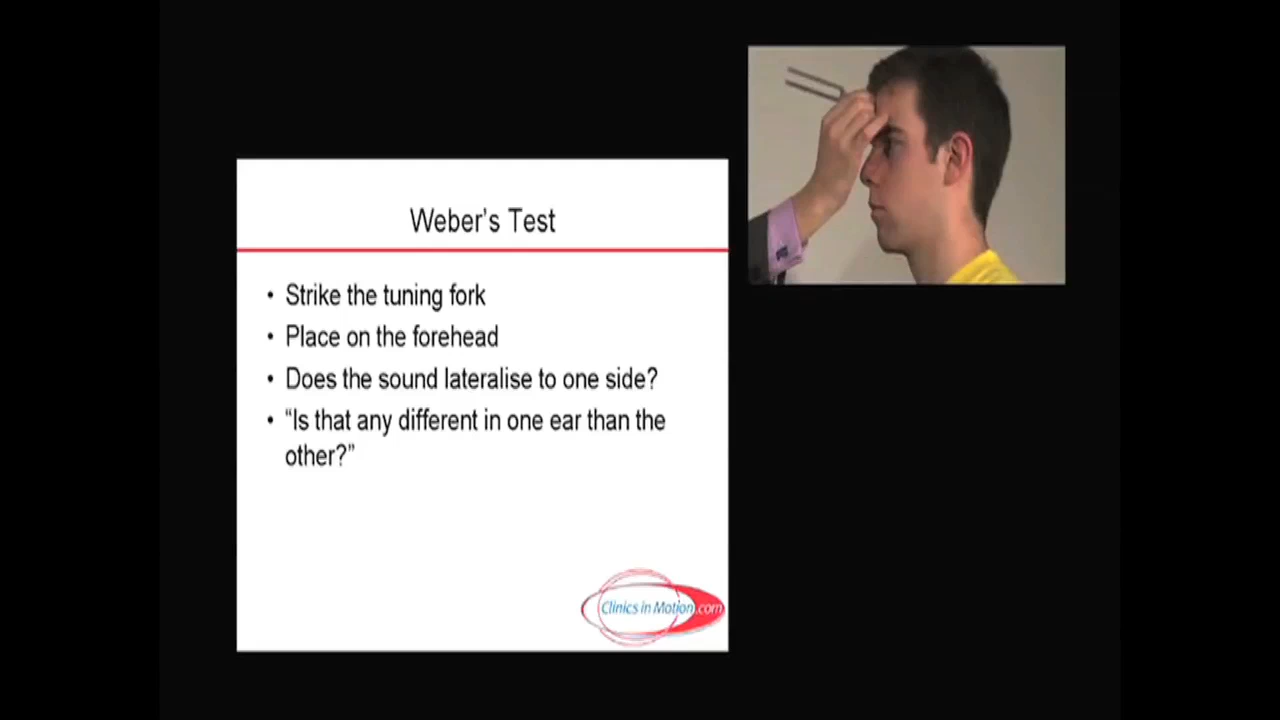 Weber's Test
• Strike the tuning fork
• Place on the forehead
• Does the sound lateralise to one side?
• “Is that any different in one ear than the
other?”
Clinics in Motion.com